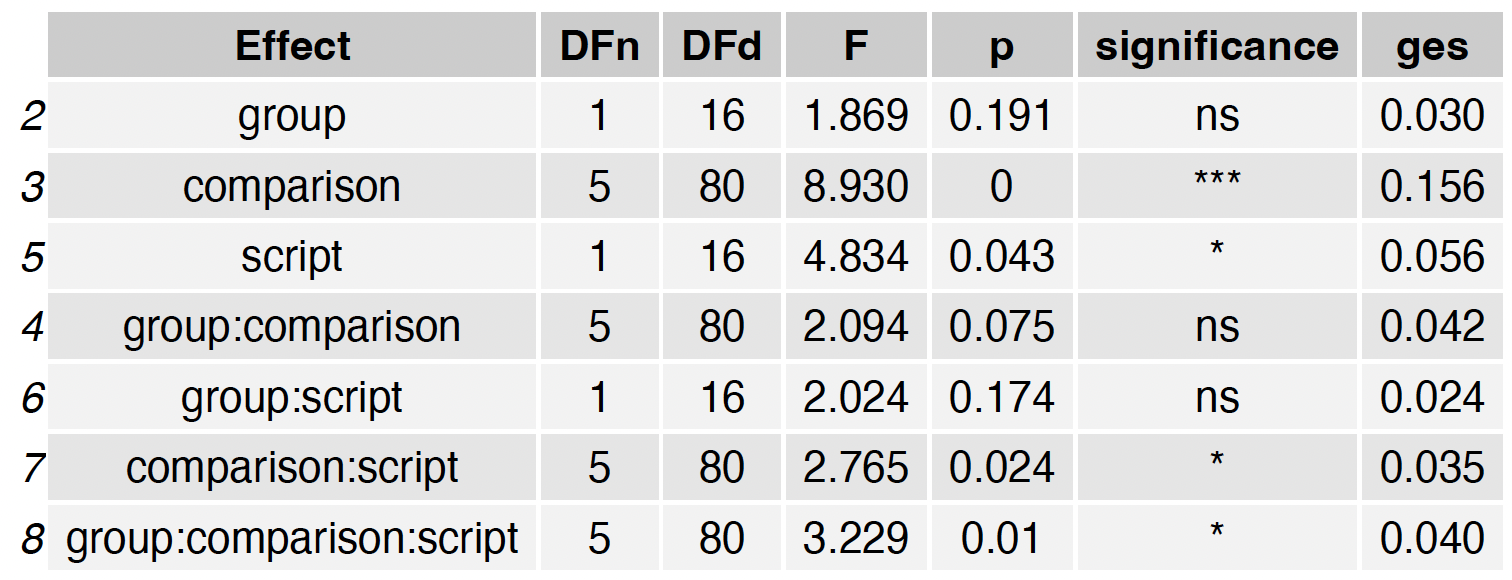 Effect DFn DFd F p significance ges
2 group 1 16 1.869 0.191 ns 0.030
3 comparison 5 80 8.930 0 *** 0.156
5 script 1 16 4.834 0.043 * 0.056
4 group:comparison 5 80 2.094 0.075 ns 0.042
6 group:script 1 16 2.024 0.174 ns 0.024
7 comparison:script 5 80 2.765 0.024 * 0.035
8 group:comparison:script 5 80 3.229 0.01 * 0.040